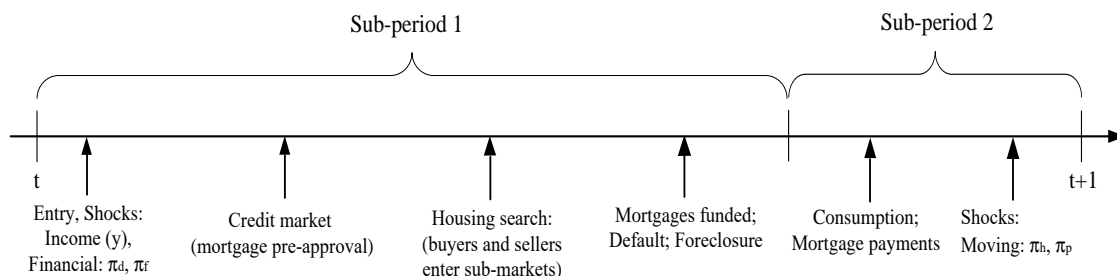 Sub-period 1
Sub-period 2
t
t+1
Entry, Shocks:
Income (y),
Financial: πd, πf
Credit market
(mortgage pre-approval)
Housing search:
(buyers and sellers
enter sub-markets)
Mortgages funded;
Default; Foreclosure
Consumption;
Mortgage payments
Shocks:
Moving: πh, πp